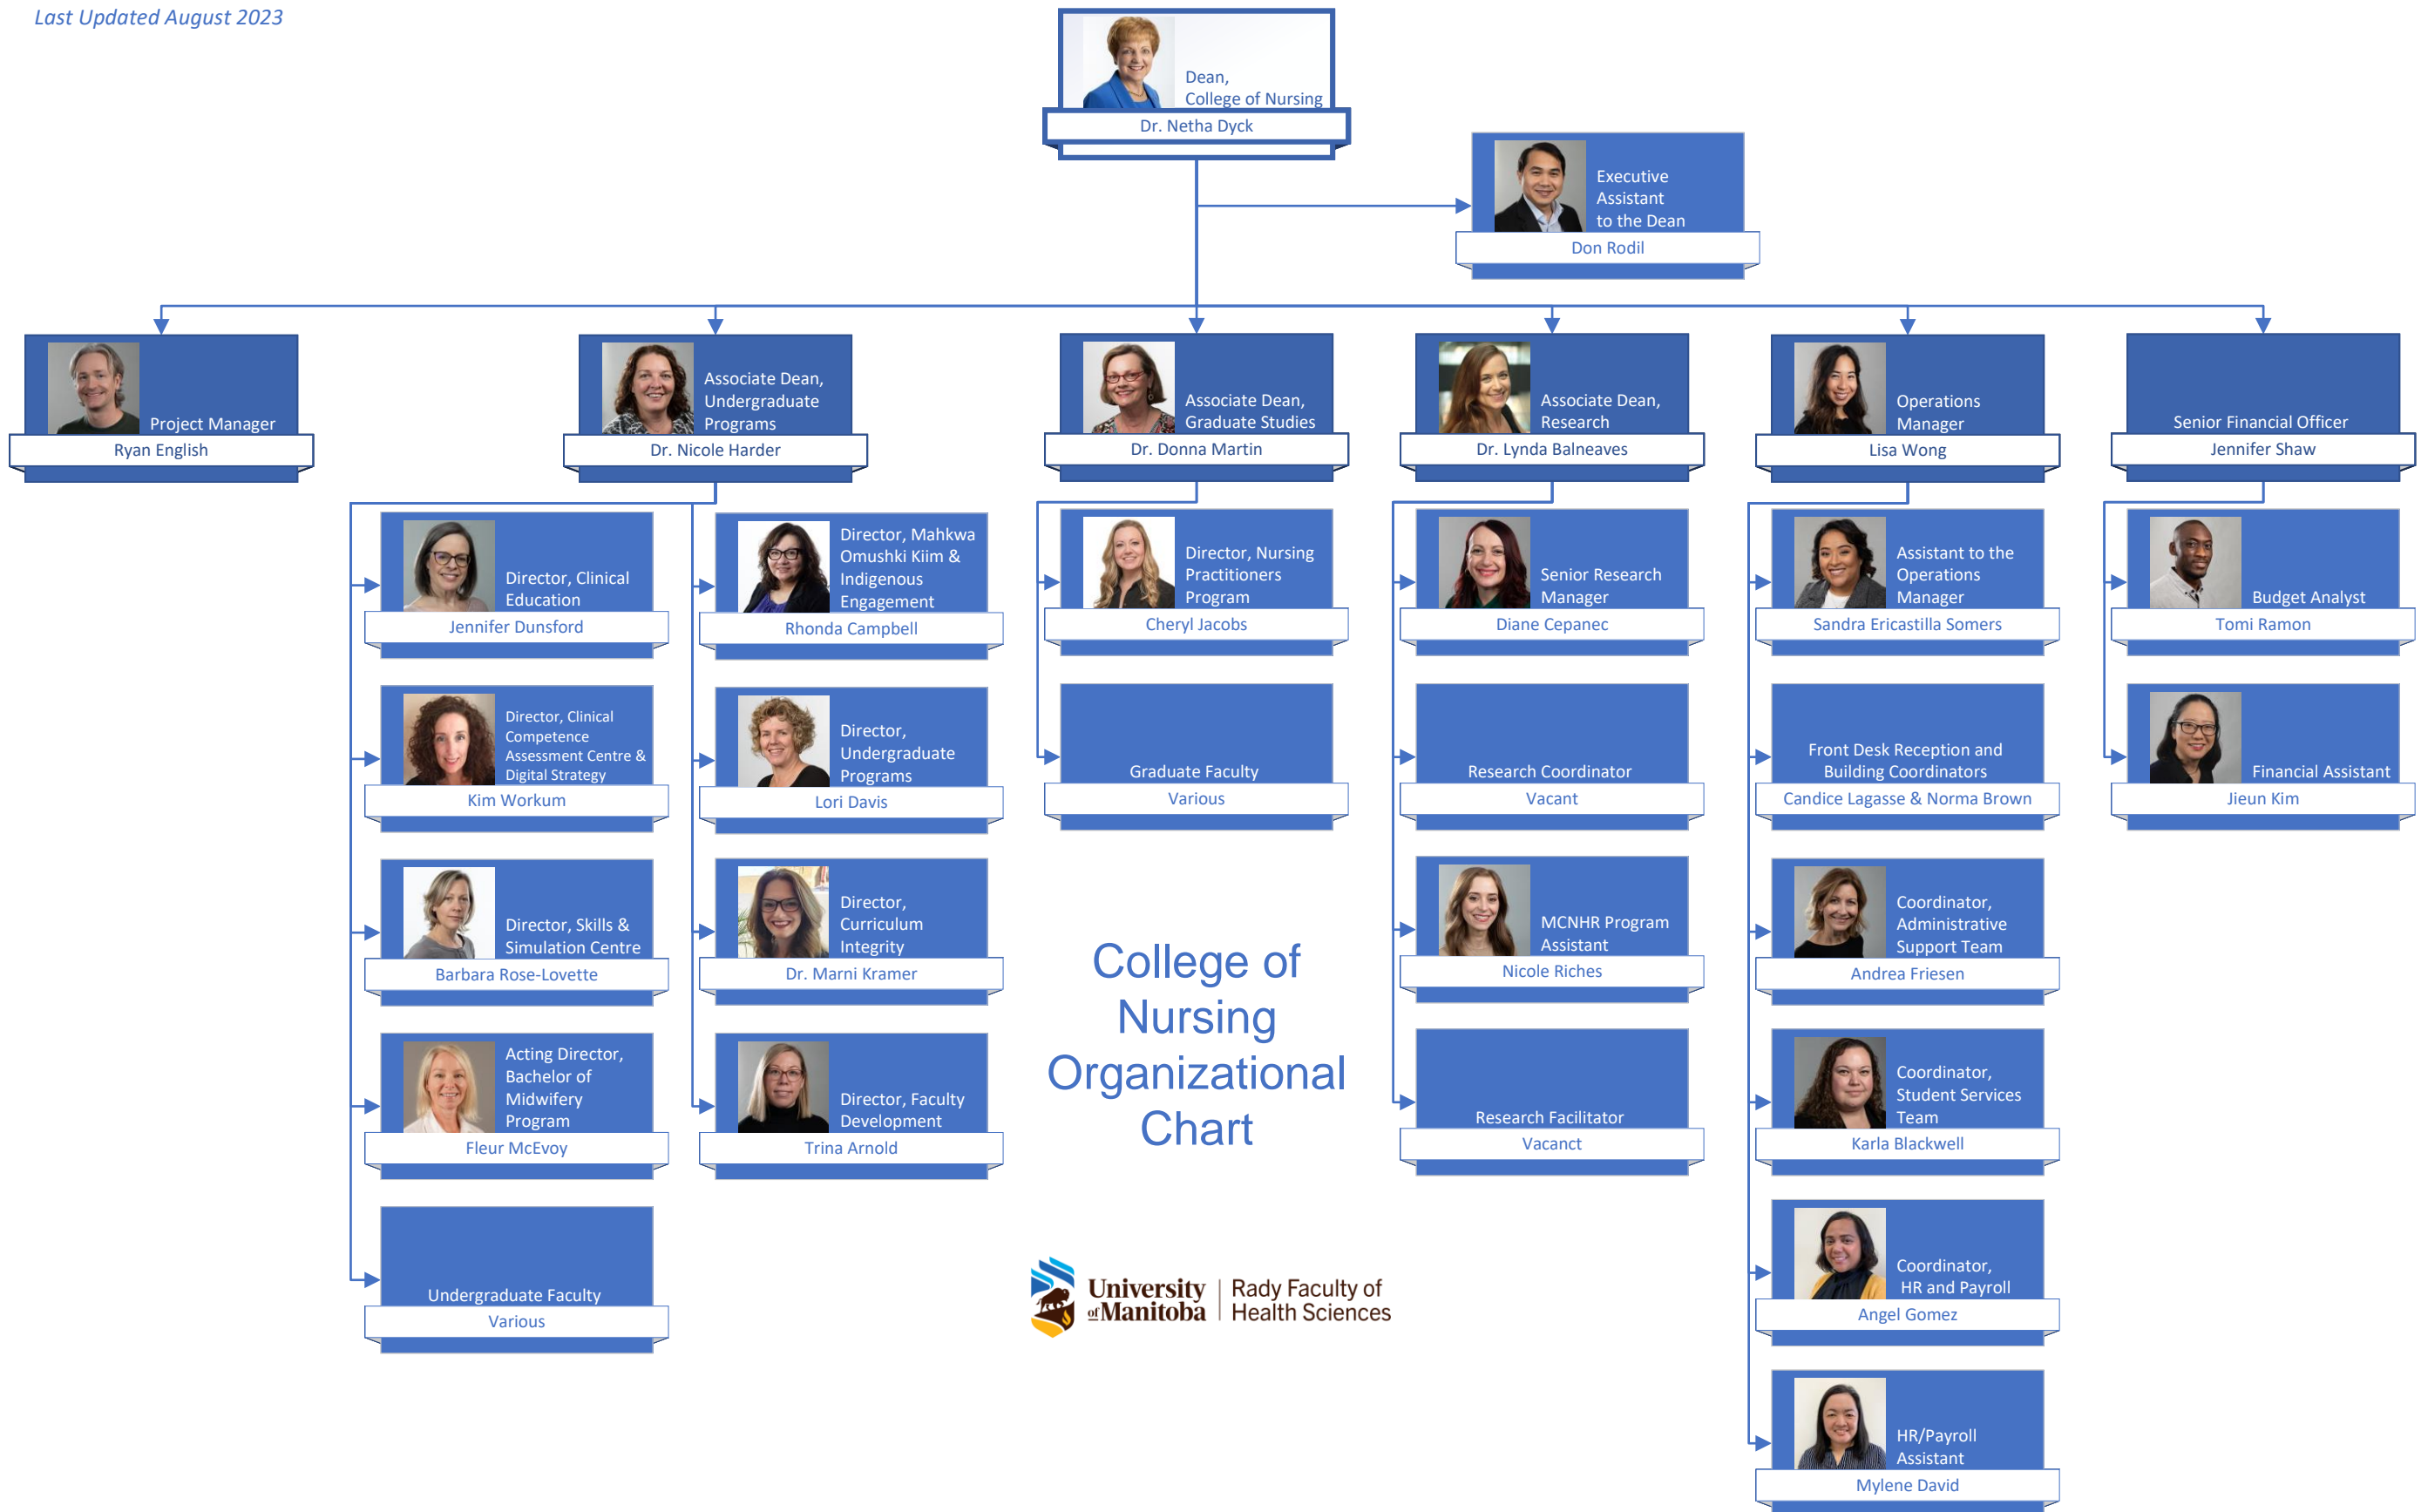 Last Updated August 2023
Dean,
College of Nursing
Dr. Netha Dyck
Executive
Assistant
to the Dean
Don Rodil
Project Manager
Ryan English
Associate Dean,
Undergraduate
Programs
Dr. Nicole Harder
Associate Dean,
Graduate Studies
Dr. Donna Martin
Associate Dean,
Research
Dr. Lynda Balneaves
Operations
Manager
Lisa Wong
Senior Financial Officer
Jennifer Shaw
Director, Clinical
Education
Jennifer Dunsford
Director, Mahkwa
Omushki Kiim &
Indigenous
Engagement
Rhonda Campbell
Director, Nursing
Practitioners
Program
Cheryl Jacobs
Senior Research
Manager
Diane Cepanec
Assistant to the
Operations
Manager
Sandra Ericastilla Somers
Budget Analyst
Tomi Ramon
Director, Clinical
Competence
Assessment Centre &
Digital Strategy
Kim Workum
Director,
Undergraduate
Programs
Lori Davis
Graduate Faculty
Various
Research Coordinator
Vacant
Front Desk Reception and
Building Coordinators
Candice Lagasse & Norma Brown
Financial Assistant
Jieun Kim
Director, Skills &
Simulation Centre
Barbara Rose-Lovette
Director,
Curriculum
Integrity
Dr. Marni Kramer
MCNHR Program
Assistant
Nicole Riches
Coordinator,
Administrative
Support Team
Andrea Friesen
Acting Director,
Bachelor of
Midwifery
Program
Fleur McEvoy
Director, Faculty
Development
Trina Arnold
Research Facilitator
Vacanct
Coordinator,
Student Services
Team
Karla Blackwell
Undergraduate Faculty
Various
Coordinator,
HR and Payroll
Angel Gomez
HR/Payroll
Assistant
Mylene David
College of
Nursing
Organizational
Chart
University
of Manitoba
Rady Faculty of
Health Sciences